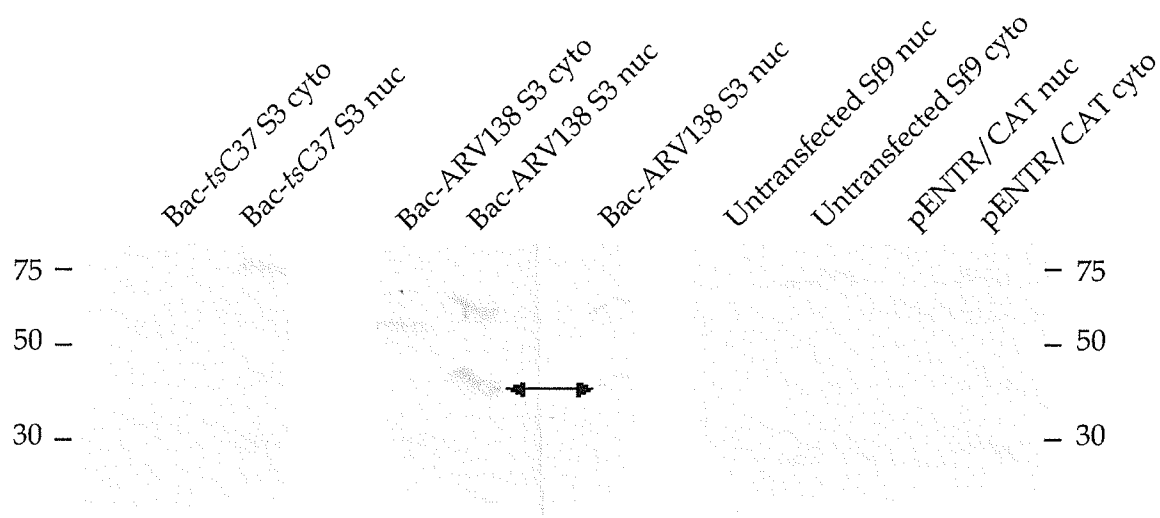 Bac-tsC37 S3 cyto
Bac-tsC37 S3 nuc
Bac-ARV138 S3 cyto
Bac-ARV138 S3 nuc
Bac-ARV138 S3 nuc
Untransfected Sf9 nuc
Untransfected Sf9 cyto
pENTR/CAT nuc
pENTR/CAT cyto
75 –
50 –
30 –
– 75
– 50
– 30